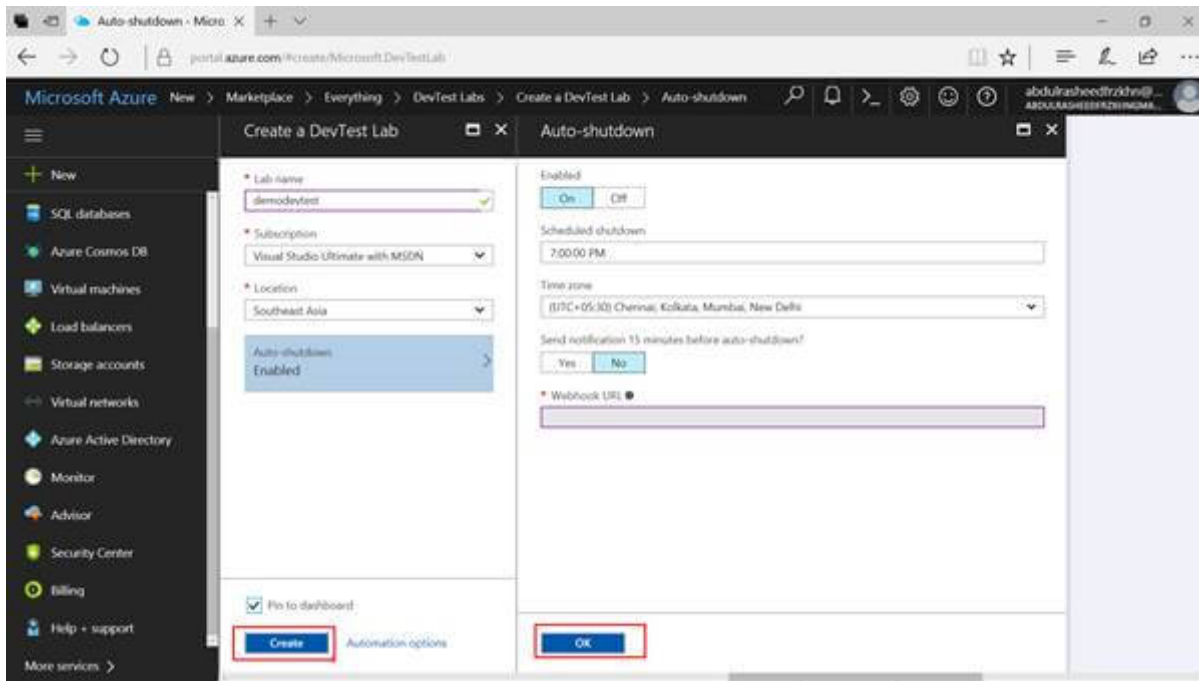 Auto-shutdown - Micro
portal.azure.com/#create/Microsoft.DevTestLab
Microsoft Azure New > Marketplace > Everything > DevTest Labs > Create a DevTest Lab > Auto-shutdown
abdulrasheedfrzkhn@...
Create a DevTest Lab
Auto-shutdown
New
SQL databases
Azure Cosmos DB
Virtual machines
Load balancers
Storage accounts
Virtual networks
Azure Active Directory
Monitor
Advisor
Security Center
Billing
Help + support
More services >
* Lab name
demodevtest
* Subscription
Visual Studio Ultimate with MSDN
* Location
Southeast Asia
Auto-shutdown
Enabled
Pin to dashboard
Create
Automation options
Enabled
On Off
Scheduled shutdown
7:00:00 PM
Time zone
(UTC+05:30) Chennai, Kolkata, Mumbai, New Delhi
Send notification 15 minutes before auto-shutdown?
Yes No
* Webhook URL
OK